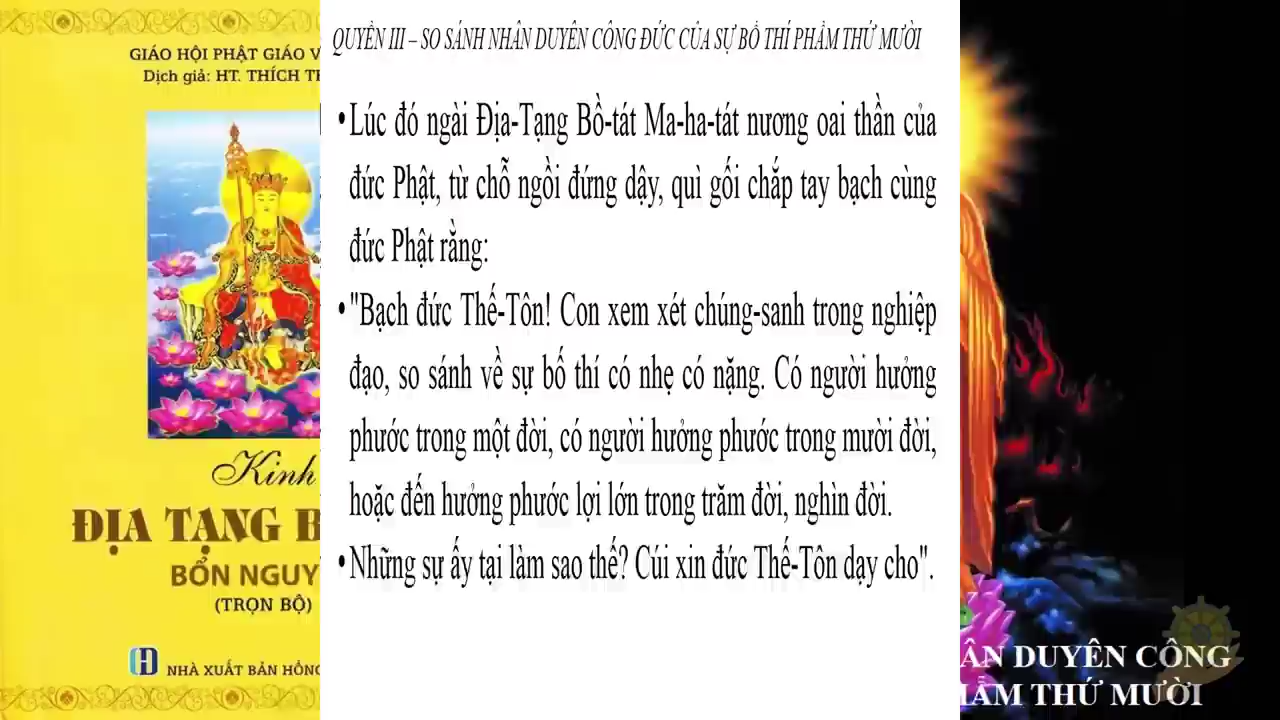 GIÁO HỘI PHẬT GIÁO V
Dịch giả: HT. THÍCH
Kinh
ĐỊA TẠNG
BỔN
(TRỌN BỘ)
NHÀ XUẤT BẢN HỒNG
QUYỀN III – SO SÁNH NHÂN DUYÊN CÔNG ĐỨC CỦA SỰ BỐ THÍ PHẨM THỨ MƯỜI
•Lúc đó ngài Địa-Tạng Bồ-tát Ma-ha-tát nương oai thần của
đức Phật, từ chỗ ngồi đứng dậy, quì gối chắp tay bạch cùng
đức Phật rằng:
•"Bạch đức Thế-Tôn! Con xem xét chúng-sanh trong nghiệp
đạo, so sánh về sự bố thí có nhẹ có nặng. Có người hưởng
phước trong một đời, có người hưởng phước trong mười đời,
hoặc đến hưởng phước lợi lớn trong trăm đời, nghìn đời.
•Những sự ấy tại làm sao thế? Cúi xin đức Thế-Tôn dạy cho".
ÂN DUYÊN CÔNG
THỨ MƯỜI